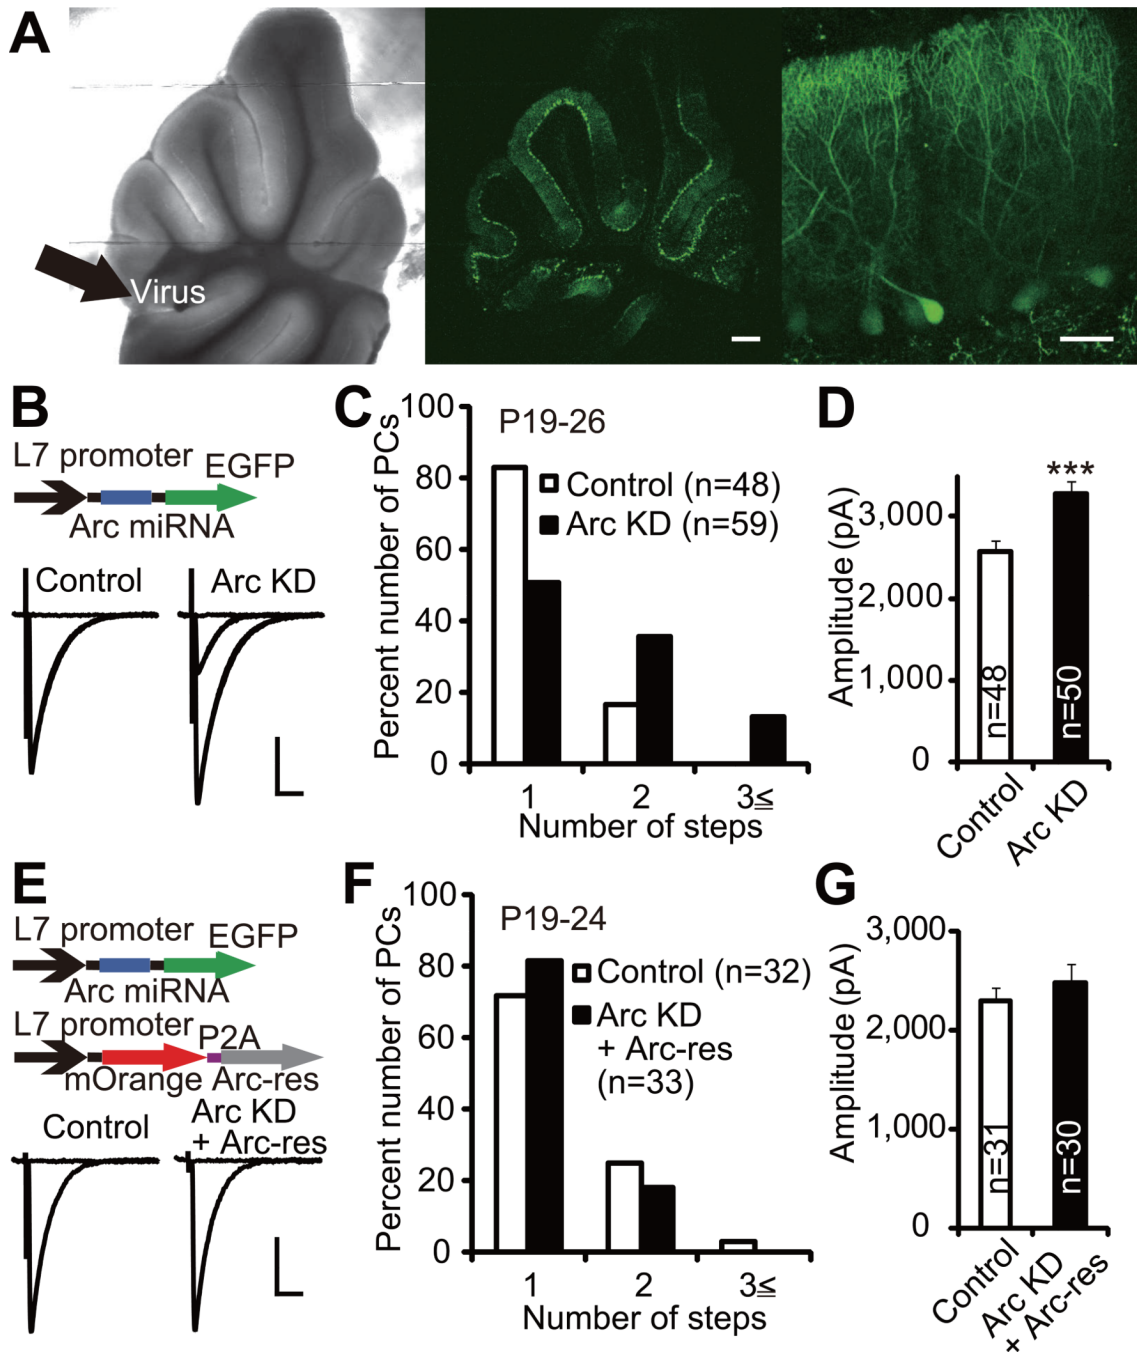 A
Virus
B
L7 promoter
EGFP
Arc miRNA
Control
Arc KD
C
Percent number of PCs
100
80
60
40
20
0
P19-26
Control (n=48)
Arc KD (n=59)
1 2 3≤
Number of steps
D
Amplitude (pA)
3,000
2,000
1,000
0
n=48
n=50
***
Control
Arc KD
E
L7 promoter
EGFP
Arc miRNA
L7 promoter
P2A
mOrange Arc-res
Control
Arc KD
+ Arc-res
F
Percent number of PCs
100
80
60
40
20
0
P19-24
Control (n=32)
Arc KD
+ Arc-res
(n=33)
1 2 3≤
Number of steps
G
Amplitude (pA)
3,000
2,000
1,000
0
n=31
n=30
Control
Arc KD
+ Arc-res